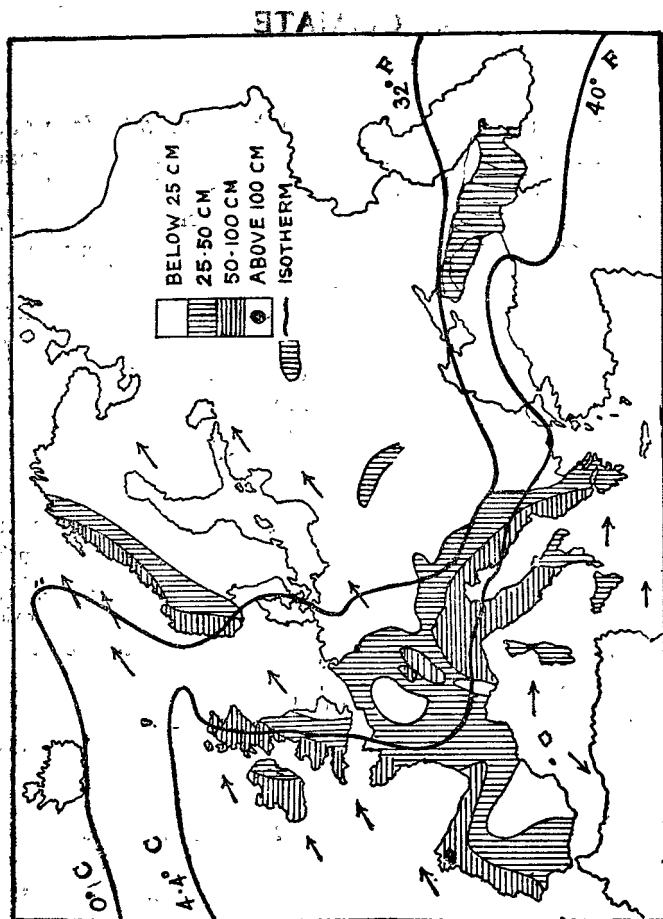 BELOW 25 CM
25-50 CM
50-100 CM
ABOVE 100 CM
ISOTHERM
32° F
40° F
0° C
4.4° C